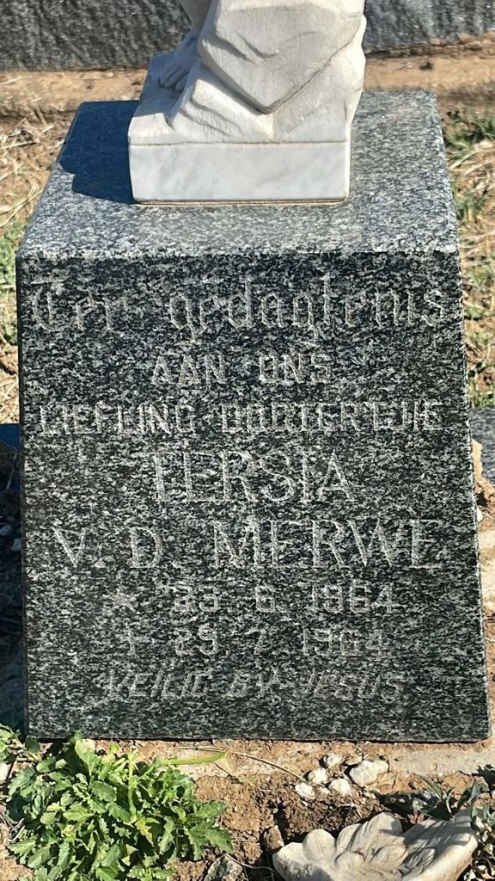 Ter gedagtenis
AAN ONS
LIEFLING DOGTERTJIE
TERSIA
V. D. MERWE
* 23. 6. 1964
† 29. 7. 1964
VEILIG BY JESUS